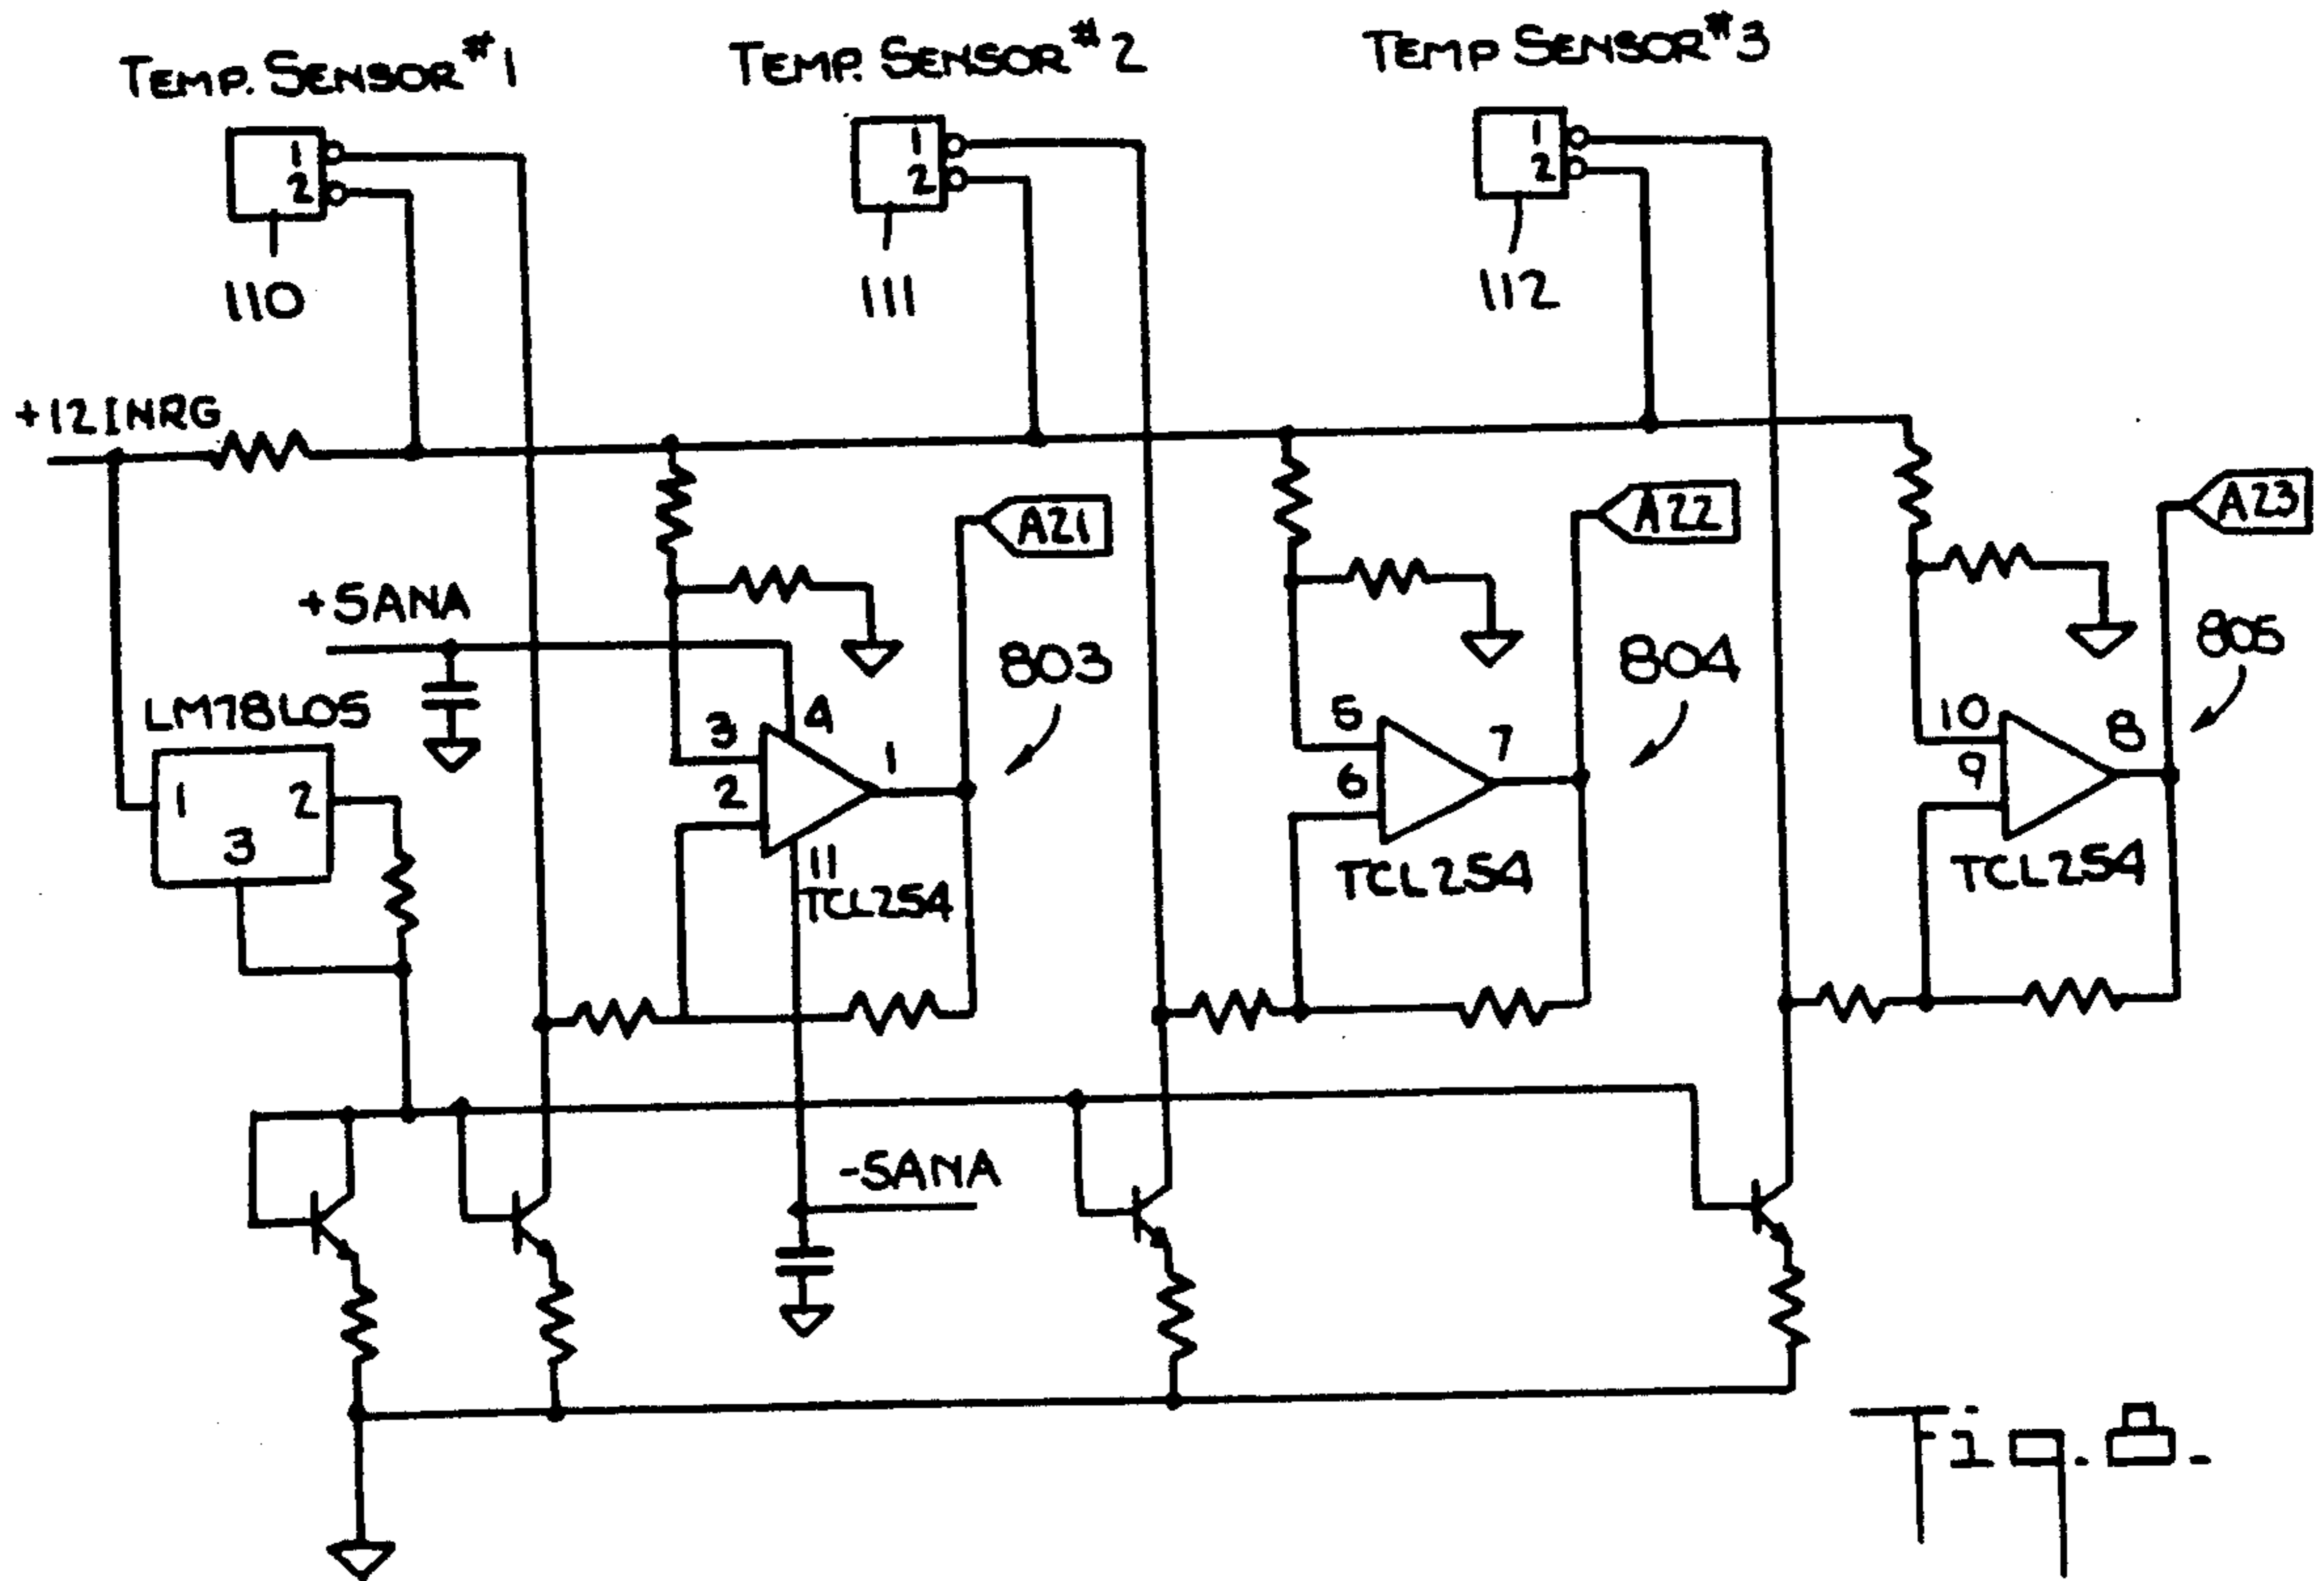 TEMP. SENSOR #1
TEMP. SENSOR #2
TEMP SENSOR #3
1
2
1
2
1
2
110
111
112
+12INRG
A21
A22
A23
+5ANA
803
804
805
LM78L05
1
2
3
3
4
2
1
11
TCL254
5
6
7
TCL254
10
9
8
TCL254
-5ANA
Fig. 8.